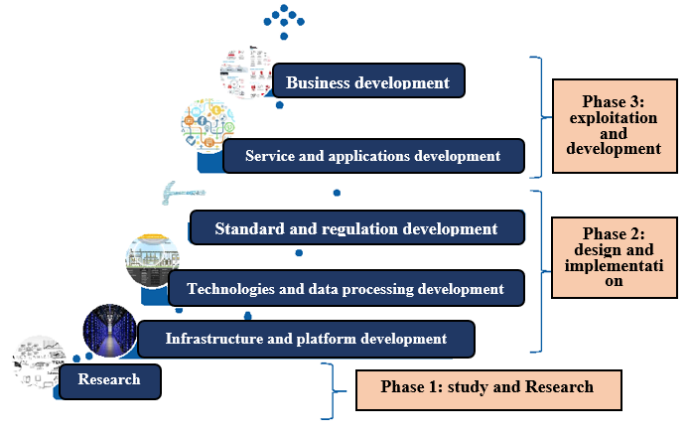 Business development
Phase 3:
exploitation
and
development
Service and applications development
Standard and regulation development
Phase 2:
design and
implementati
on
Technologies and data processing development
Infrastructure and platform development
Research
Phase 1: study and Research